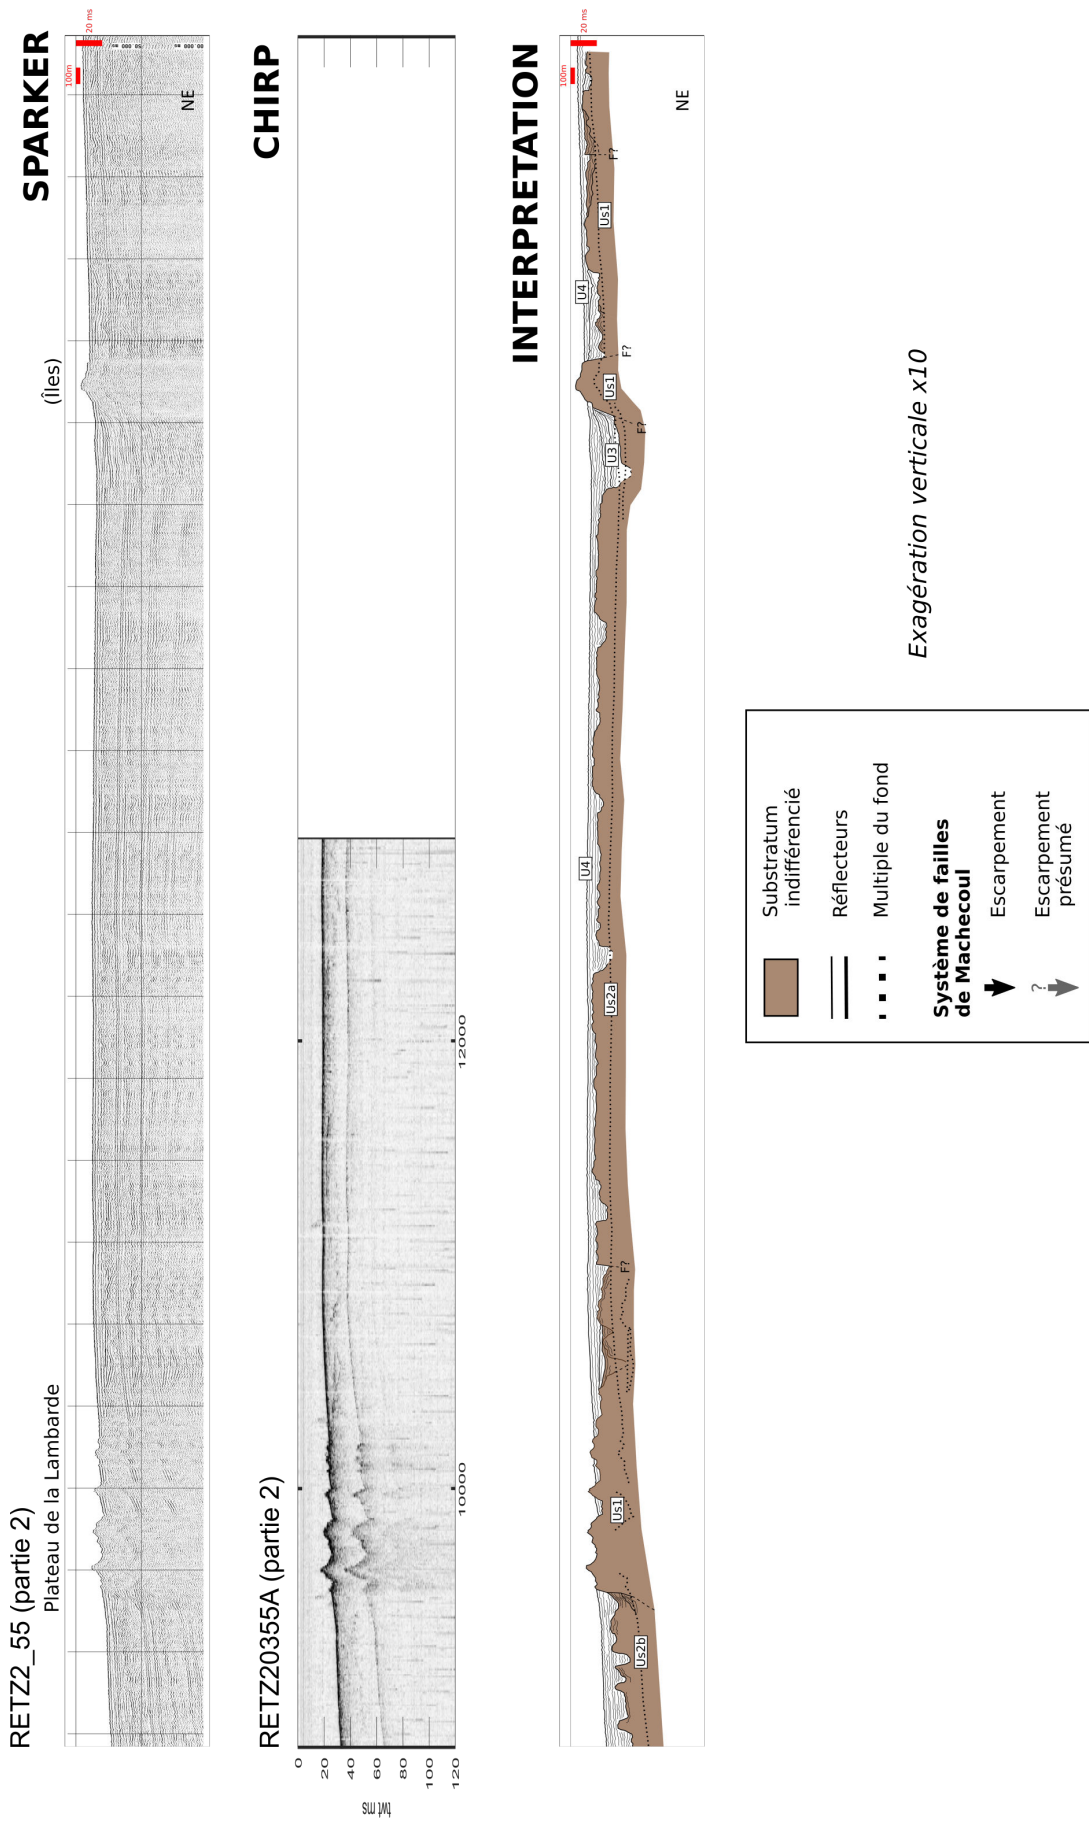 RETZ2_55 (partie 2)
SPARKER
Plateau de la Lambarde
(Îles)
100m
20 ms
NE
RETZ20355A (partie 2)
CHIRP
0
20
40
60
80
100
120
twt ms
10000
12000
INTERPRETATION
100m
20 ms
U4
U4
Us2b
Us1
F?
Us2a
U3
F?
Us1
F?
Us1
F?
NE
Substratum
indifférencié
Réflecteurs
Multiple du fond
Système de failles
de Machecoul
Escarpement
?
Escarpement
présumé
Exagération verticale x10